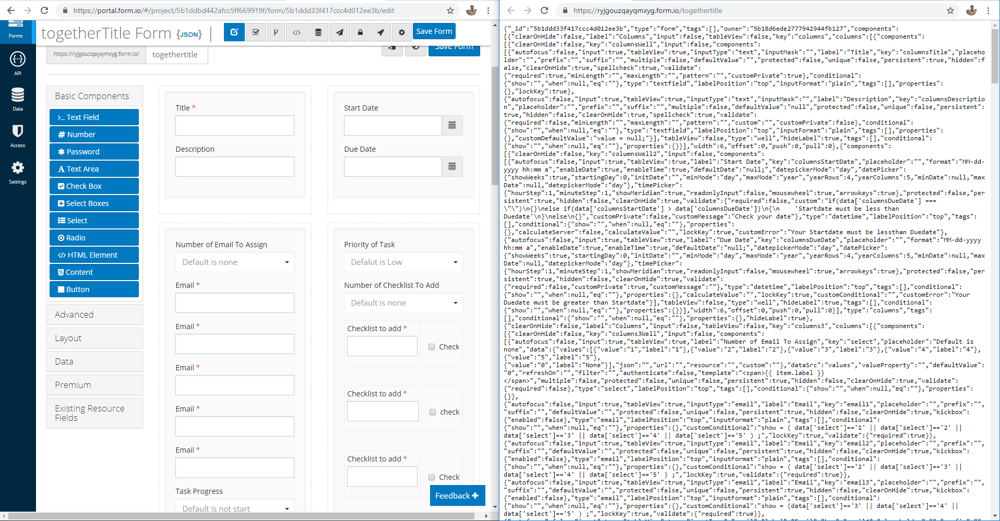 https://portal.form.io/#/project/5b1ddbd442afcc5ff669919f/form/5b1ddd33f417ccc4d012ee3b/edit
Forms
togetherTitle Form {JSON}
Save Form
https://ryjgouzqayqmxyg.form.io/
togethertitle
Save Form
API
Data
Access
Settings
Basic Components
>_ Text Field
# Number
✱ Password
A Text Area
Check Box
Select Boxes
Select
Radio
</> HTML Element
Content
Button
Advanced
Layout
Data
Premium
Existing Resource
Fields
Title *
Description
Start Date
Due Date
Number of Email To Assign
Default is none
Email *
Email *
Email *
Email *
Email *
Task Progress
Default is not start
Priority of Task
Defalut is Low
Number of Checklist To Add
Default is none
Checklist to add *
Check
Checklist to add *
check
Checklist to add *
Check
Feedback +
https://ryjgouzqayqmxyg.form.io/togethertitle
{"_id":"5b1ddd33f417ccc4d012ee3b","type":"form","tags":[],"owner":"5b18d6ede2777942944fb127","components":
[{"clearOnHide":false,"label":"Columns","input":false,"tableView":false,"key":"columns","columns":[{"components":
[{"clearOnHide":false,"key":"columnsWell","input":false,"components":
[{"autofocus":false,"input":true,"tableView":true,"inputType":"text","inputMask":"","label":"Title","key":"columnsTitle","placeho
lder":"","prefix":"","suffix":"","multiple":false,"defaultValue":"","protected":false,"unique":false,"persistent":true,"hidden":f
alse,"clearOnHide":true,"spellcheck":true,"validate":
{"required":true,"minLength":"","maxLength":"","pattern":"","customPrivate":true},"conditional":
{"show":"","when":null,"eq":""},"type":"textfield","labelPosition":"top","inputFormat":"plain","tags":[],"properties":
{},"lockKey":true},
{"autofocus":false,"input":true,"tableView":true,"inputType":"text","inputMask":"","label":"Description","key":"columnsDescriptio
n","placeholder":"","prefix":"","suffix":"","multiple":false,"defaultValue":"null","protected":false,"unique":false,"persistent":
true,"hidden":false,"clearOnHide":true,"spellcheck":true,"validate":
{"required":false,"minLength":"","maxLength":"","pattern":"","custom":"","customPrivate":false},"conditional":
{"show":"","when":null,"eq":""},"type":"textfield","labelPosition":"top","inputFormat":"plain","tags":[],"properties":
{},"customDefaultValue":"value = null;"}],"tableView":false,"type":"well","hideLabel":true,"tags":[],"conditional":
{"show":"","when":null,"eq":""},"properties":{}}],"width":6,"offset":0,"push":0,"pull":0},{"components":
[{"clearOnHide":false,"key":"columnsWell2","input":false,"components":
[{"autofocus":false,"input":true,"tableView":true,"label":"Start Date","key":"columnsStartDate","placeholder":"","format":"MM-dd-
yyyy hh:mm a","enableDate":true,"enableTime":true,"defaultDate":"null;","datepickerMode":"day","datePicker":
{"showWeeks":true,"startingDay":0,"initDate":"","minMode":"day","maxMode":"year","yearRows":4,"yearColumns":5,"minDate":null,"max
Date":null,"datepickerMode":"day"},"timePicker":
{"hourStep":1,"minuteStep":1,"showMeridian":true,"readonlyInput":false,"mousewheel":true,"arrowkeys":true},"protected":false,"per
sistent":true,"hidden":false,"clearOnHide":true,"validate":{"required":false,"custom":"if(data['columnsDueDate'] ===
\"\")\n{}\nelse if(data['columnsStartDate'] > data['columnsDueDate'])\n{\n    'Startdate must be less than
Duedate'\n}\nelse\n{}","customPrivate":false,"customMessage":"Check your date"},"type":"datetime","labelPosition":"top","tags":
[],"conditional":{"show":"","when":null,"eq":""},"properties":
{},"calculateServer":false,"calculateValue":"","lockKey":true,"customError":"Your Startdate must be lessthan Duedate"},
{"autofocus":false,"input":true,"tableView":true,"label":"Due Date","key":"columnsDueDate","placeholder":"","format":"MM-dd-yyyy
hh:mm a","enableDate":true,"enableTime":true,"defaultDate":"null;","datepickerMode":"day","datePicker":
{"showWeeks":true,"startingDay":0,"initDate":"","minMode":"day","maxMode":"year","yearRows":4,"yearColumns":5,"minDate":null,"max
Date":null,"datepickerMode":"day"},"timePicker":
{"hourStep":1,"minuteStep":1,"showMeridian":true,"readonlyInput":false,"mousewheel":true,"arrowkeys":true},"protected":false,"per
sistent":true,"hidden":false,"clearOnHide":true,"validate":
{"required":false,"customPrivate":true,"customMessage":""},"type":"datetime","labelPosition":"top","tags":[],"conditional":
{"show":"","when":null,"eq":""},"properties":{},"calculateValue":"","lockKey":true,"customConditional":"","customError":"Your
Duedate must be greater than Startdate"}],"tableView":false,"type":"well","hideLabel":true,"tags":[],"conditional":
{"show":"","when":null,"eq":""},"properties":{}}],"width":6,"offset":0,"push":0,"pull":0}],"type":"columns","tags":
[],"conditional":{"show":"","when":null,"eq":""},"properties":{},"hideLabel":true},
{"clearOnHide":false,"label":"Columns","input":false,"tableView":false,"key":"columns3","columns":[{"components":
[{"clearOnHide":false,"key":"columns3Well","input":false,"components":
[{"autofocus":false,"input":true,"tableView":true,"label":"Number of Email To Assign","key":"select","placeholder":"Default is
none","data":{"values":[{"value":"1","label":"1"},{"value":"2","label":"2"},{"value":"3","label":"3"},{"value":"4","label":"4"},
{"value":"5","label":"5"},
{"value":"0","label":"None"}],"json":"","url":"","resource":"","custom":""},"dataSrc":"values","valueProperty":"","defaultValue":
"0","refreshOn":"","filter":"","authenticate":false,"template":"<span>{{ item.label }}
</span>","multiple":false,"protected":false,"unique":false,"persistent":true,"hidden":false,"clearOnHide":true,"validate":
{"required":false},"type":"select","labelPosition":"top","tags":[],"conditional":{"show":"","when":null,"eq":""},"properties":
{}},
{"autofocus":false,"input":true,"tableView":true,"inputType":"email","label":"Email","key":"email1","placeholder":"","prefix":"",
"suffix":"","defaultValue":"","protected":false,"unique":false,"persistent":true,"hidden":false,"clearOnHide":true,"kickbox":
{"enabled":false},"type":"email","labelPosition":"top","inputFormat":"plain","tags":[],"conditional":
{"show":"","when":null,"eq":""},"properties":{},"customConditional":"show = ( data['select']=='1' || data['select']=='2' ||
data['select']=='3' || data['select']=='4' || data['select']=='5' ) ;","lockKey":true,"validate":{"required":true}},
{"autofocus":false,"input":true,"tableView":true,"inputType":"email","label":"Email","key":"email2","placeholder":"","prefix":"",
"suffix":"","defaultValue":"","protected":false,"unique":false,"persistent":true,"hidden":false,"clearOnHide":true,"kickbox":
{"enabled":false},"type":"email","labelPosition":"top","inputFormat":"plain","tags":[],"conditional":
{"show":"","when":null,"eq":""},"properties":{},"customConditional":"show = ( data['select']=='2' || data['select']=='3' ||
data['select']=='4' || data['select']=='5' ) ;","lockKey":true,"validate":{"required":true}},
{"autofocus":false,"input":true,"tableView":true,"inputType":"email","label":"Email","key":"email3","placeholder":"","prefix":"",
"suffix":"","defaultValue":"","protected":false,"unique":false,"persistent":true,"hidden":false,"clearOnHide":true,"kickbox":
{"enabled":false},"type":"email","labelPosition":"top","inputFormat":"plain","tags":[],"conditional":
{"show":"","when":null,"eq":""},"properties":{},"customConditional":"show = (data['select']=='3' || data['select']=='4' ||
data['select']=='5' ) ;","lockKey":true,"validate":{"required":true}},